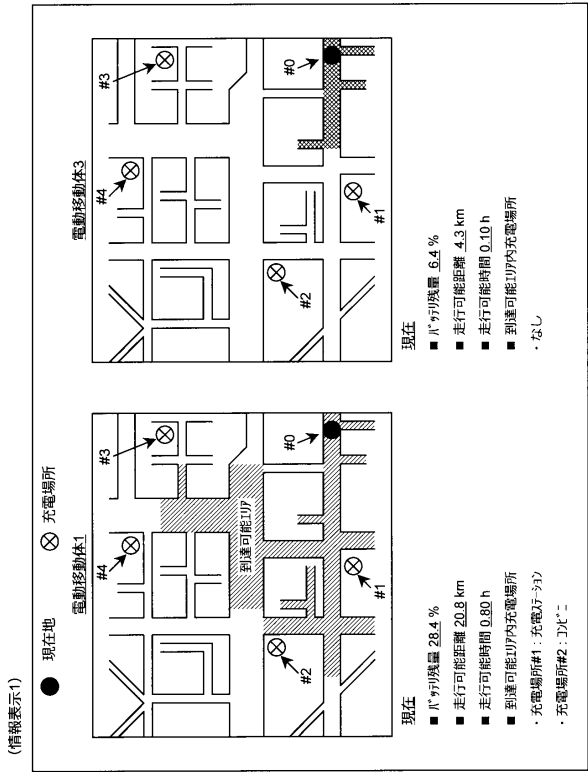 (情報表示1)
● 現在地 ⊗ 充電場所
電動移動体1
#3
#4
#0
到達可能ｴﾘｱ
#2
#1
現在
■ ﾊﾞｯﾃﾘ残量 28.4 %
■ 走行可能距離 20.8 km
■ 走行可能時間 0.80 h
■ 到達可能ｴﾘｱ内充電場所
・充電場所#1：充電ｽﾃｰｼｮﾝ
・充電場所#2：ｺﾝﾋﾞﾆ
電動移動体3
#3
#4
#0
#2
#1
現在
■ ﾊﾞｯﾃﾘ残量 6.4 %
■ 走行可能距離 4.3 km
■ 走行可能時間 0.10 h
■ 到達可能ｴﾘｱ内充電場所
・なし